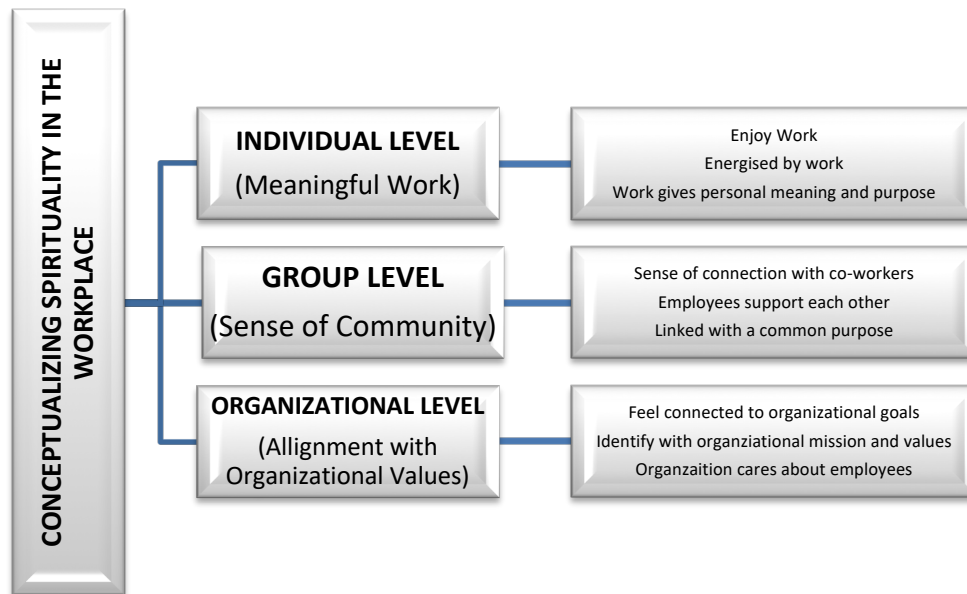 CONCEPTUALIZING SPIRITUALITY IN THE
WORKPLACE
INDIVIDUAL LEVEL
(Meaningful Work)
Enjoy Work
Energised by work
Work gives personal meaning and purpose
GROUP LEVEL
(Sense of Community)
Sense of connection with co-workers
Employees support each other
Linked with a common purpose
ORGANIZATIONAL LEVEL
(Allignment with
Organizational Values)
Feel connected to organizational goals
Identify with organziational mission and values
Organzaition cares about employees